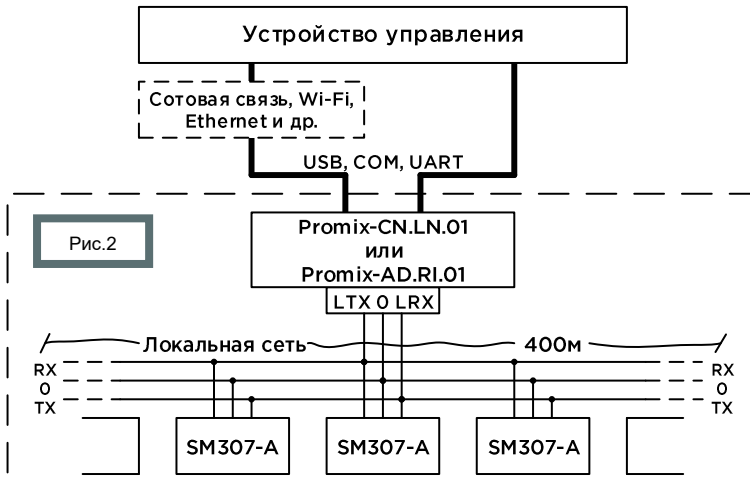 Устройство управления
Сотовая связь, Wi-Fi,
Ethernet и др.
USB, COM, UART
Рис.2
Promix-CN.LN.01
или
Promix-AD.RI.01
LTX 0 LRX
Локальная сеть 400м
RX RX
0 0
TX TX
SM307-A SM307-A SM307-A